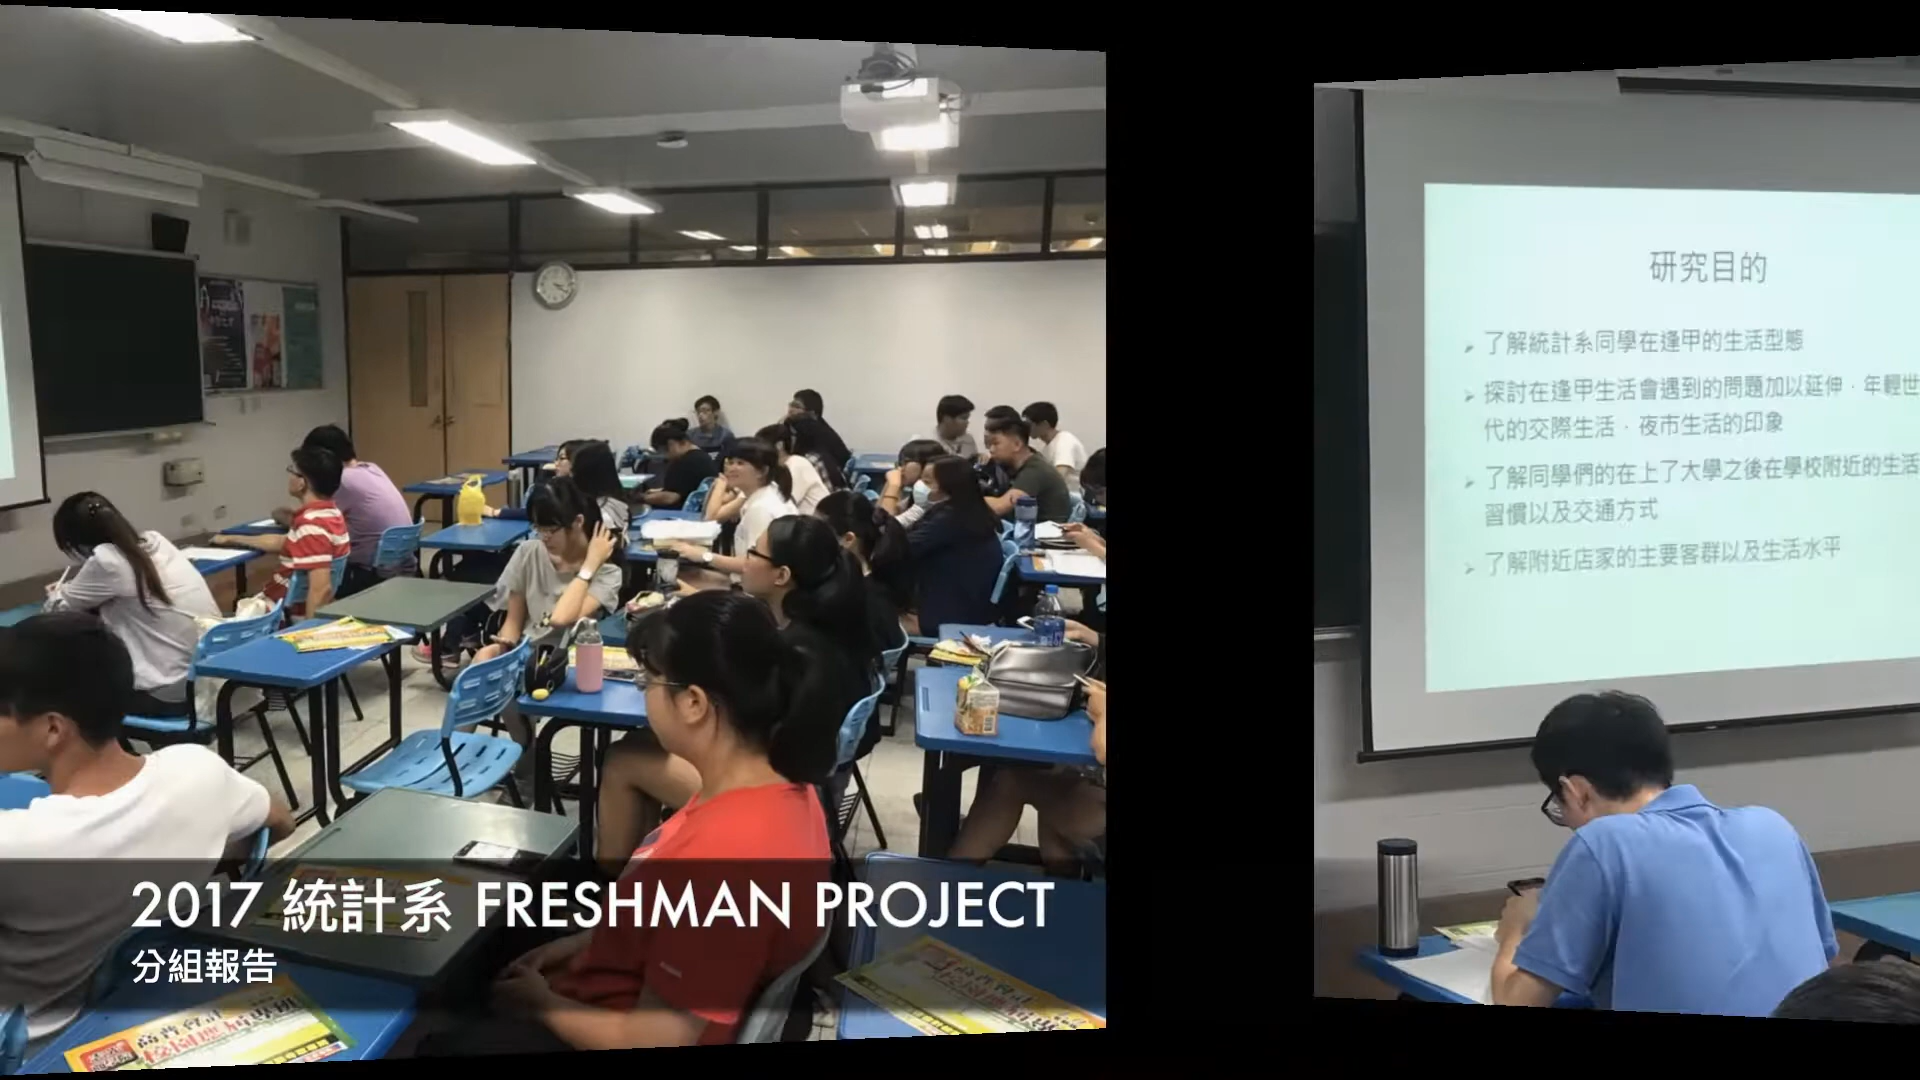 研究目的
了解統計系同學在逢甲的生活型態
探討在逢甲生活會遇到的問題加以延伸，年輕世
代的交際生活，夜市生活的印象
了解同學們的在上了大學之後在學校附近的生活
習慣以及交通方式
了解附近店家的主要客群以及生活水平
2017 統計系 FRESHMAN PROJECT
分組報告